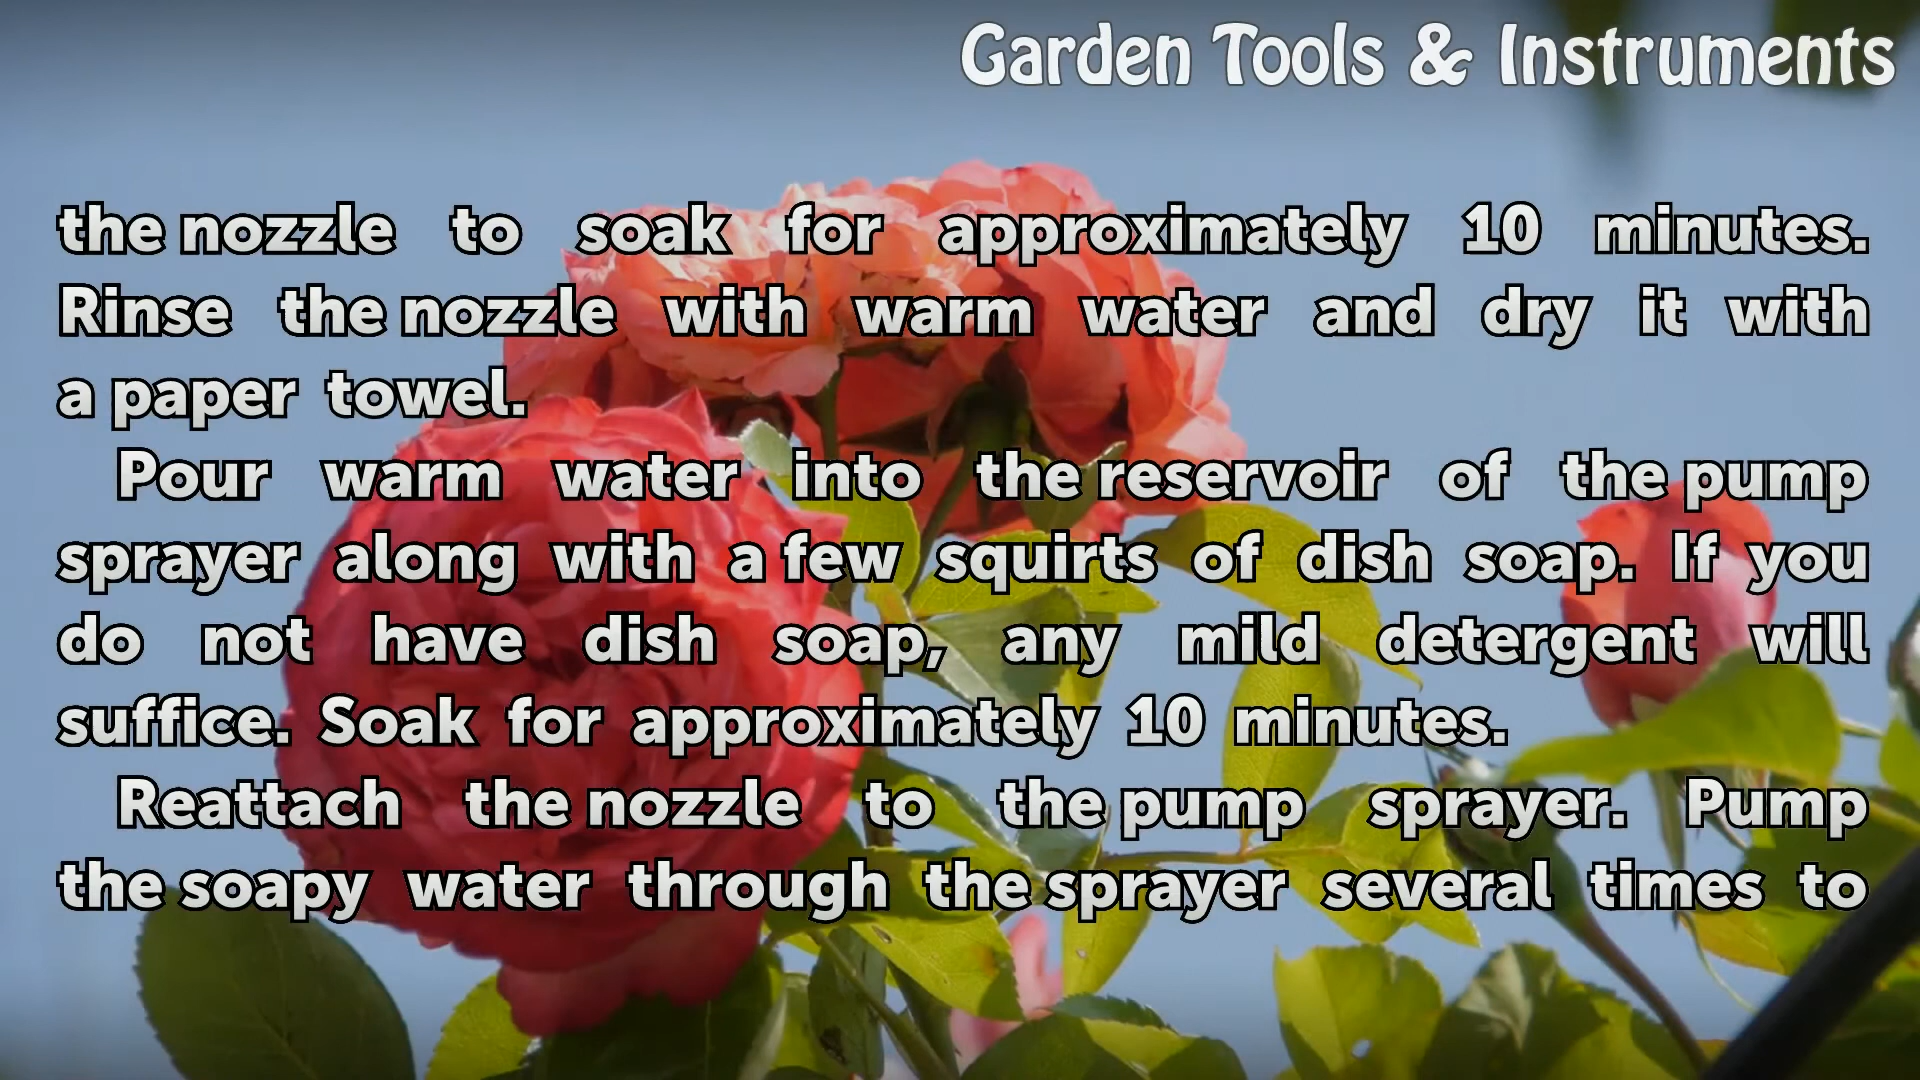 Garden Tools & Instruments
the nozzle to soak for approximately 10 minutes.
Rinse the nozzle with warm water and dry it with
a paper towel.
Pour warm water into the reservoir of the pump
sprayer along with a few squirts of dish soap. If you
do not have dish soap, any mild detergent will
suffice. Soak for approximately 10 minutes.
Reattach the nozzle to the pump sprayer. Pump
the soapy water through the sprayer several times to